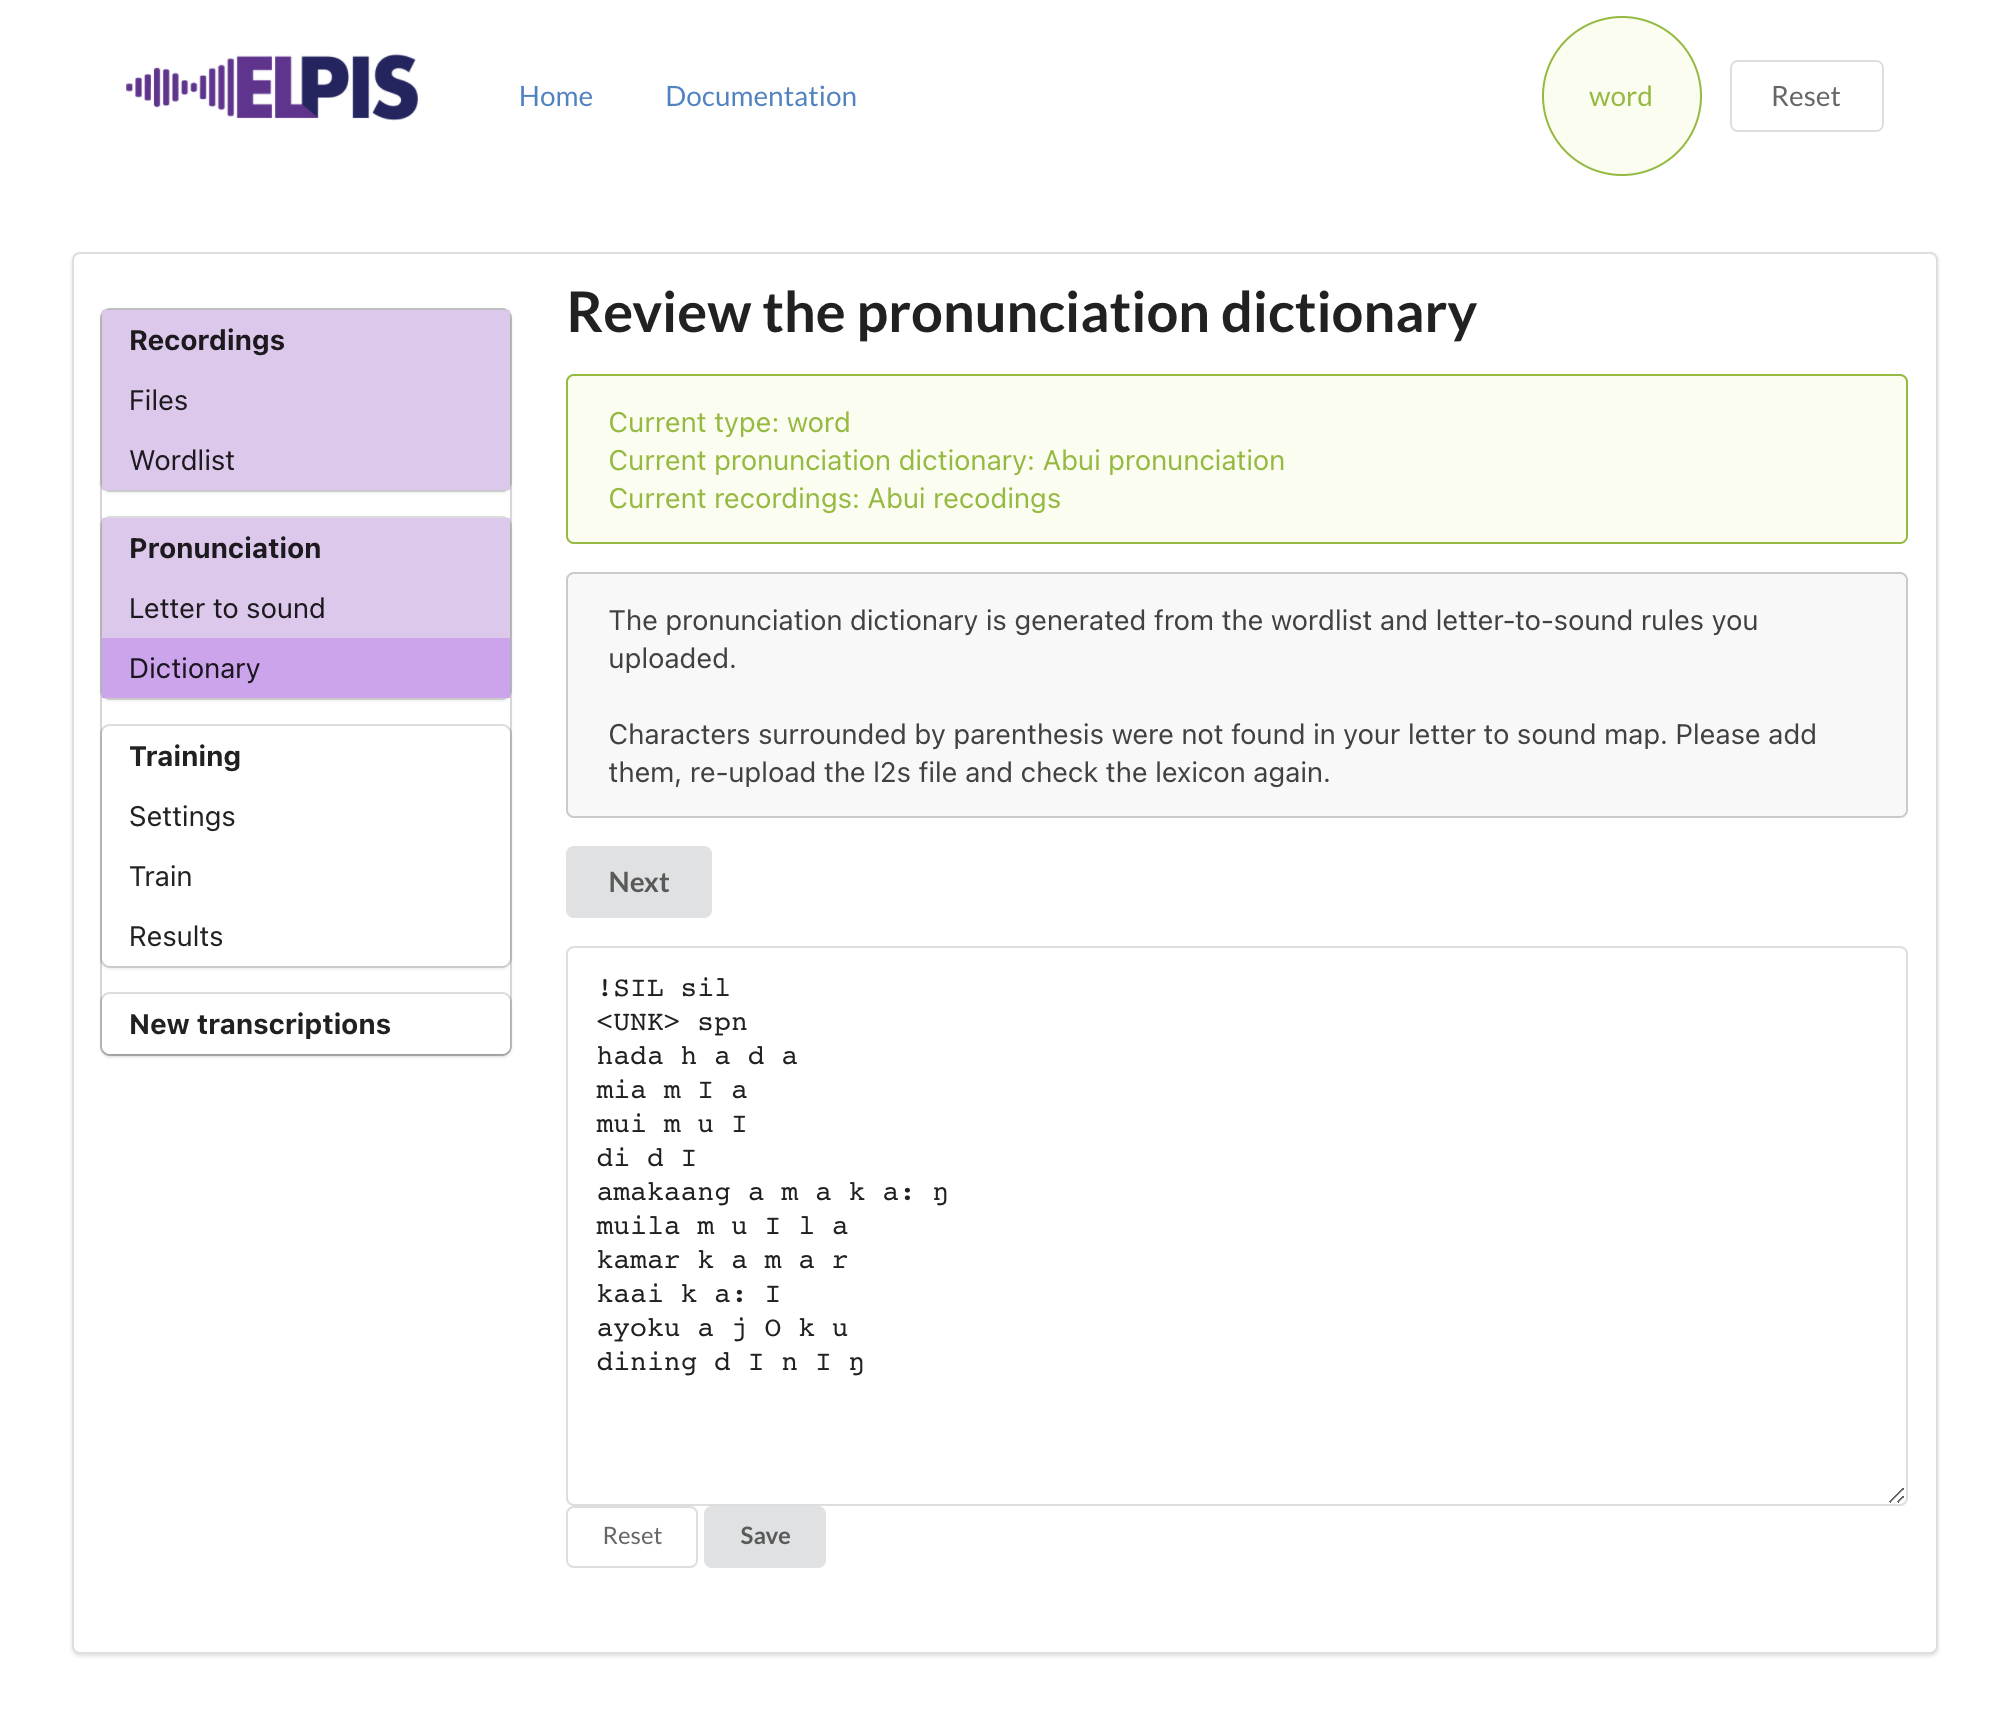 ELPIS
Home
Documentation
word
Reset
Recordings
Files
Wordlist
Pronunciation
Letter to sound
Dictionary
Training
Settings
Train
Results
New transcriptions
Review the pronunciation dictionary
Current type: word
Current pronunciation dictionary: Abui pronunciation
Current recordings: Abui recodings
The pronunciation dictionary is generated from the wordlist and letter-to-sound rules you
uploaded.
Characters surrounded by parenthesis were not found in your letter to sound map. Please add
them, re-upload the l2s file and check the lexicon again.
Next
!SIL sil
<UNK> spn
hada h a d a
mia m I a
mui m u I
di d I
amakaang a m a k a: ŋ
muila m u I l a
kamar k a m a r
kaai k a: I
ayoku a j O k u
dining d I n I ŋ
Reset
Save